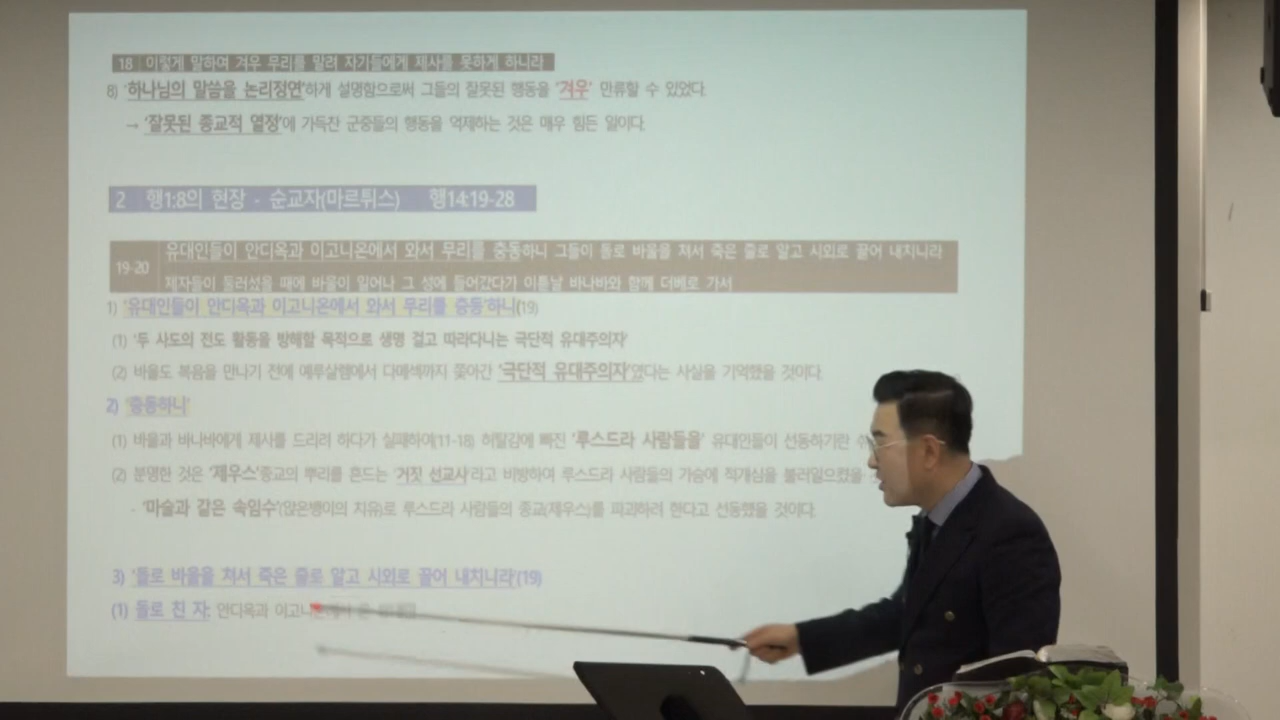 18 이렇게 말하여 겨우 무리를 말려 자기들에게 제사를 못하게 하니라
8) '하나님의 말씀을 논리정연'하게 설명함으로써 그들의 잘못된 행동을 '겨우' 만류할 수 있었다.
→ '잘못된 종교적 열정'에 가득찬 군중들의 행동을 억제하는 것은 매우 힘든 일이다.
2 행1:8의 현장 - 순교자(마르튀스) 행14:19-28
19-20 유대인들이 안디옥과 이고니온에서 와서 무리를 충동하니 그들이 돌로 바울을 쳐서 죽은 줄로 알고 시외로 끌어 내치니라
제자들이 둘러섰을 때에 바울이 일어나 그 성에 들어갔다가 이튿날 바나바와 함께 더베로 가서
1) '유대인들이 안디옥과 이고니온에서 와서 무리를 충동'하니(19)
(1) '두 사도의 전도 활동을 방해할 목적으로 생명 걸고 따라다니는 극단적 유대주의자'
(2) 바울도 복음을 만나기 전에 예루살렘에서 다메섹까지 쫓아간 '극단적 유대주의자'였다는 사실을 기억했을 것이다.
2) '충동하니'
(1) 바울과 바나바에게 제사를 드리려 하다가 실패하여(11-18) 허탈감에 빠진 '루스드라 사람들을' 유대인들이 선동하기란
(2) 분명한 것은 '제우스'종교의 뿌리를 흔드는 '거짓 선교사'라고 비방하여 루스드라 사람들의 가슴에 적개심을 불러일으켰을
- '마술과 같은 속임수'(앉은뱅이의 치유)로 루스드라 사람들의 종교(제우스)를 파괴하려 한다고 선동했을 것이다.
3) '돌로 바울을 쳐서 죽은 줄로 알고 시외로 끌어 내치니라'(19)
(1) 돌로 친 자: 안디옥과 이고니온에서 온